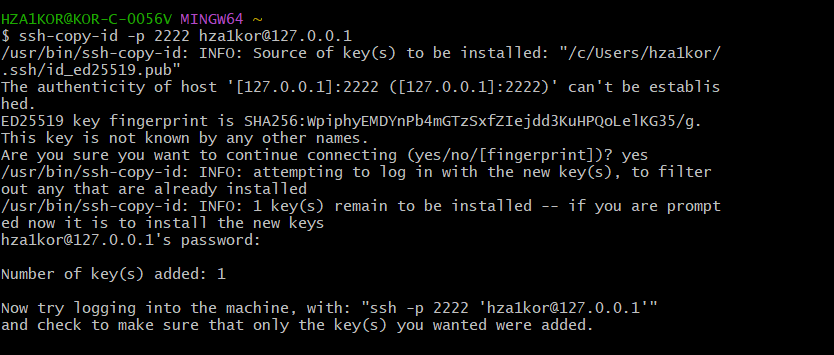 HZA1KOR@KOR-C-0056V MINGW64 ~
$ ssh-copy-id -p 2222 hza1kor@127.0.0.1
/usr/bin/ssh-copy-id: INFO: Source of key(s) to be installed: "/c/Users/hza1kor/
.ssh/id_ed25519.pub"
The authenticity of host '[127.0.0.1]:2222 ([127.0.0.1]:2222)' can't be establis
hed.
ED25519 key fingerprint is SHA256:WpiphyEMDYnPb4mGTzSxfZIejdd3KuHPQoLelKG35/g.
This key is not known by any other names.
Are you sure you want to continue connecting (yes/no/[fingerprint])? yes
/usr/bin/ssh-copy-id: INFO: attempting to log in with the new key(s), to filter
out any that are already installed
/usr/bin/ssh-copy-id: INFO: 1 key(s) remain to be installed -- if you are prompt
ed now it is to install the new keys
hza1kor@127.0.0.1's password:
Number of key(s) added: 1
Now try logging into the machine, with: "ssh -p 2222 'hza1kor@127.0.0.1'"
and check to make sure that only the key(s) you wanted were added.